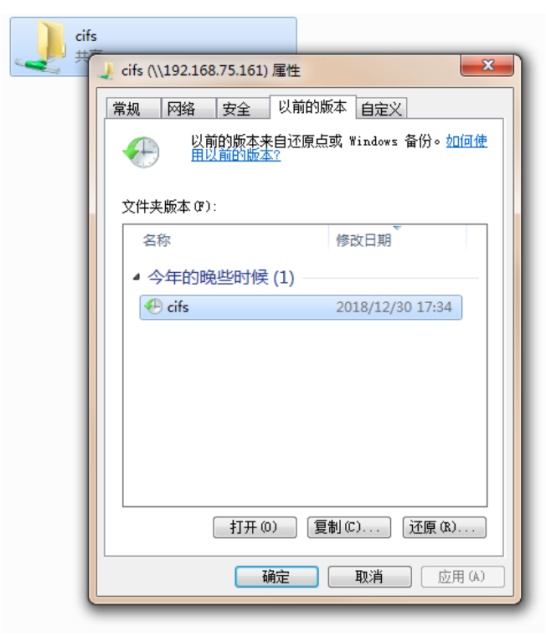 cifs
共享
cifs (\\192.168.75.161) 属性
常规 网络 安全 以前的版本 自定义
以前的版本来自还原点或 Windows 备份。如何使
用以前的版本?
文件夹版本(F):
名称 修改日期
今年的晚些时候 (1)
cifs 2018/12/30 17:34
打开(O) 复制(C)... 还原(R)...
确定 取消 应用(A)